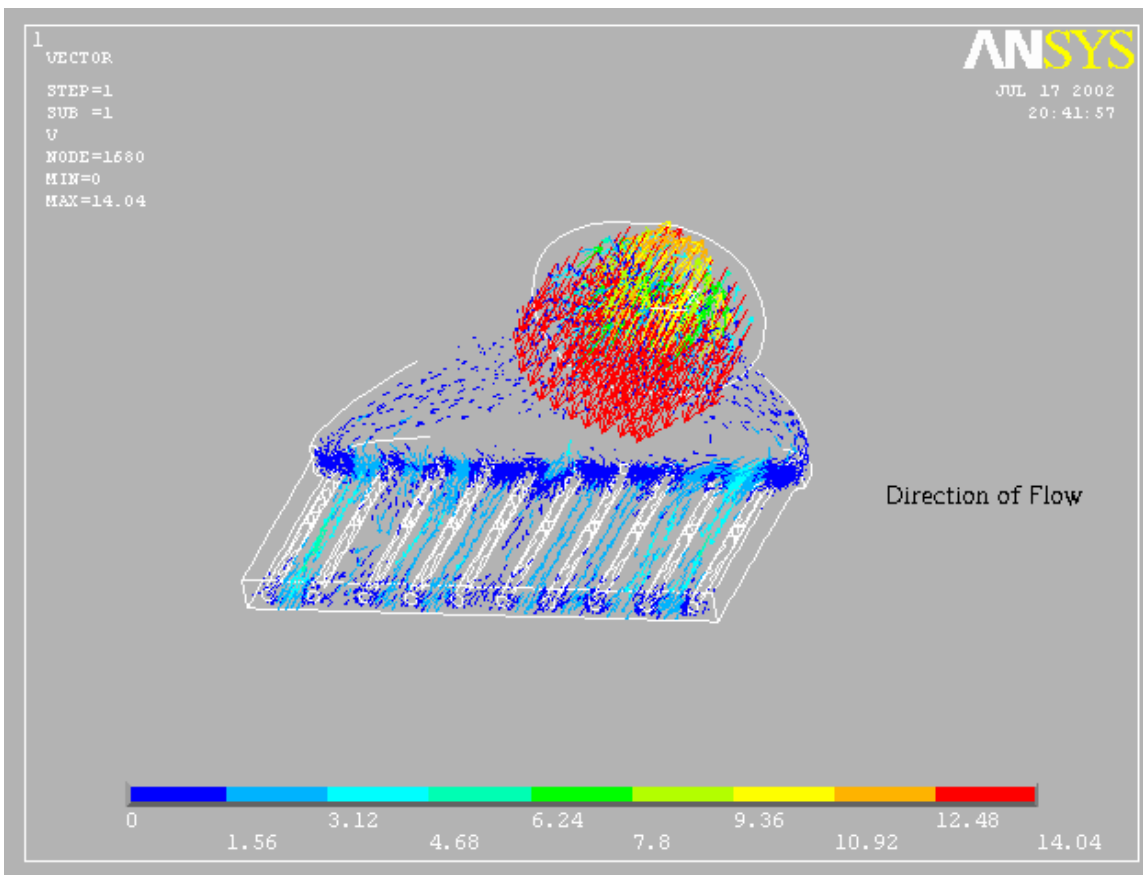 1
VECTOR
STEP=1
SUB =1
V
NODE=1680
MIN=0
MAX=14.04
ANSYS
JUL 17 2002
20:41:57
Direction of Flow
0 3.12 6.24 9.36 12.48
1.56 4.68 7.8 10.92 14.04